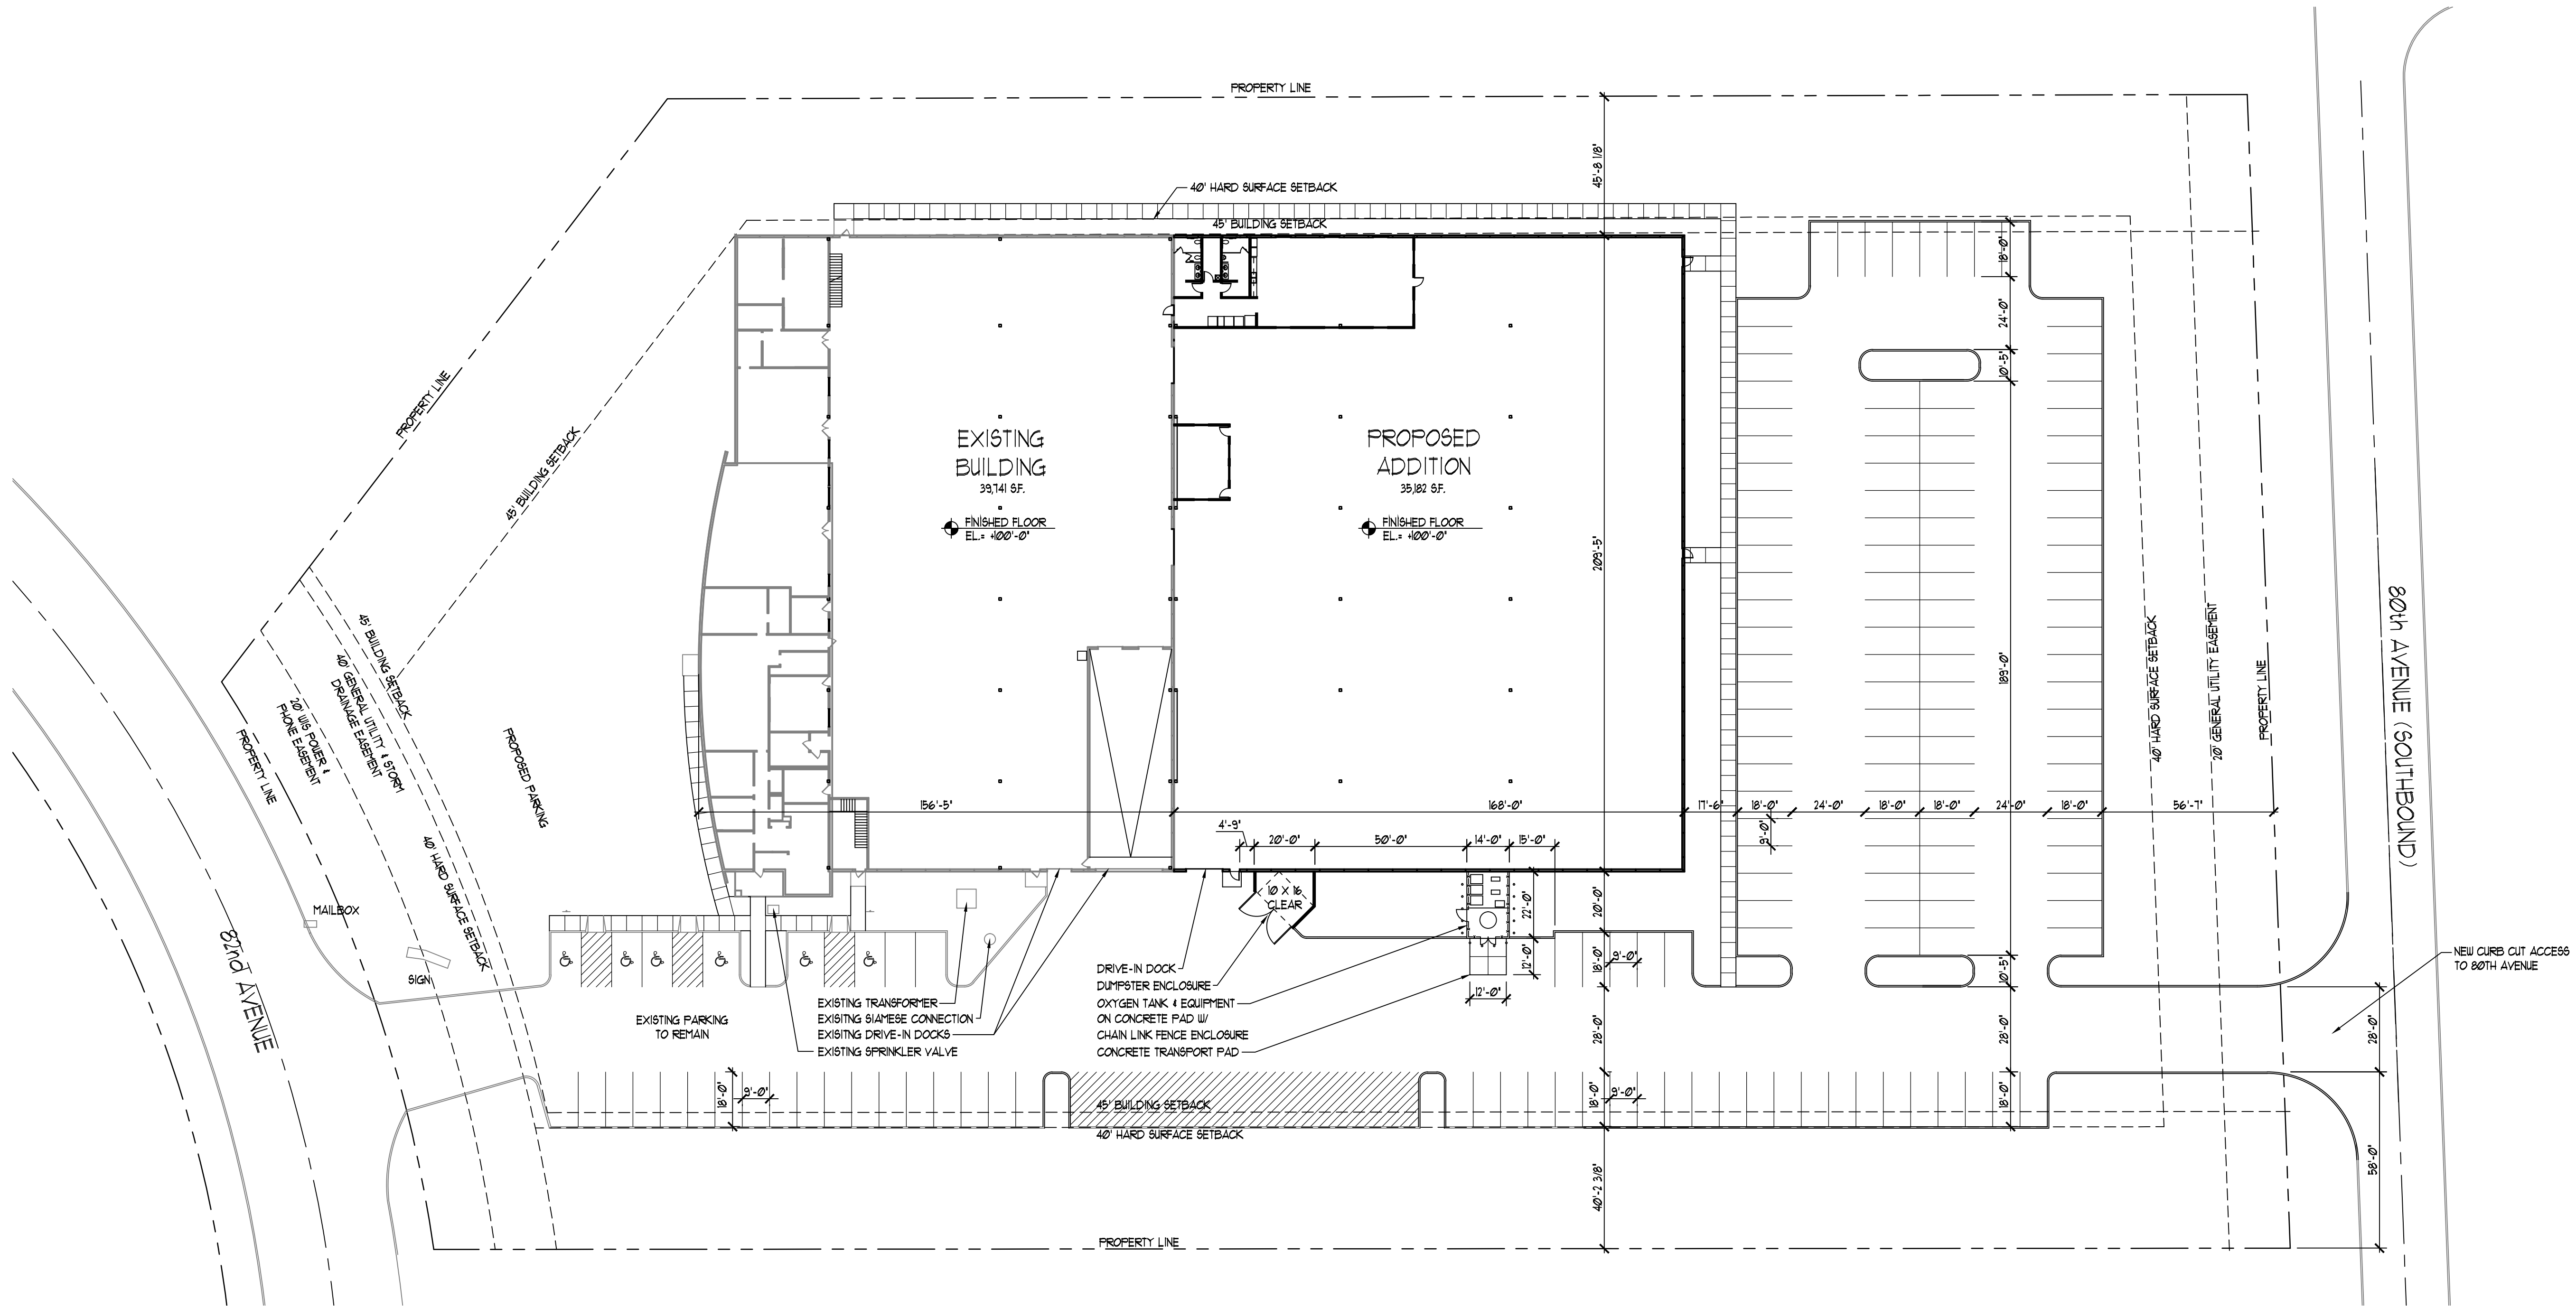 PROPERTY LINE
40' HARD SURFACE SETBACK
45' BUILDING SETBACK
45'-8 1/8"
18'-0"
24'-0"
10'-5"
PROPERTY LINE
45' BUILDING SETBACK
EXISTING
BUILDING
39,741 S.F.
FINISHED FLOOR
EL.= +100'-0"
PROPOSED
ADDITION
35,182 S.F.
FINISHED FLOOR
EL.= +100'-0"
209'-5"
189'-0"
40' HARD SURFACE SETBACK
20' GENERAL UTILITY EASEMENT
PROPERTY LINE
80th AVENUE (SOUTHBOUND)
45' BUILDING SETBACK
40' GENERAL UTILITY & STORM
DRAINAGE EASEMENT
20' WIS POWER &
PHONE EASEMENT
PROPERTY LINE
PROPOSED PARKING
40' HARD SURFACE SETBACK
82nd AVENUE
MAILBOX
SIGN
156'-5"
168'-0"
17'-6"
18'-0"
24'-0"
18'-0"
18'-0"
24'-0"
18'-0"
56'-7"
9'-0"
4'-9"
20'-0"
50'-0"
14'-0"
15'-0"
10 X 16
CLEAR
22'-0"
20'-0"
12'-0"
18'-0"
9'-0"
12'-0"
10'-5"
DRIVE-IN DOCK
DUMPSTER ENCLOSURE
OXYGEN TANK & EQUIPMENT
ON CONCRETE PAD W/
CHAIN LINK FENCE ENCLOSURE
CONCRETE TRANSPORT PAD
EXISTING TRANSFORMER
EXISITNG SIAMESE CONNECTION
EXISITNG DRIVE-IN DOCKS
EXISTING SPRINKLER VALVE
EXISTING PARKING
TO REMAIN
NEW CURB CUT ACCESS
TO 80TH AVENUE
28'-0"
28'-0"
28'-0"
18'-0"
9'-0"
18'-0"
9'-0"
18'-0"
45' BUILDING SETBACK
40' HARD SURFACE SETBACK
40'-2 3/8"
58'-0"
PROPERTY LINE